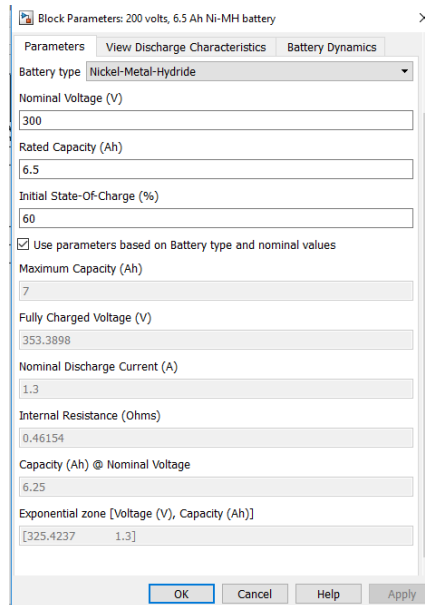 Block Parameters: 200 volts, 6.5 Ah Ni-MH battery
Parameters View Discharge Characteristics Battery Dynamics
Battery type Nickel-Metal-Hydride
Nominal Voltage (V)
300
Rated Capacity (Ah)
6.5
Initial State-Of-Charge (%)
60
Use parameters based on Battery type and nominal values
Maximum Capacity (Ah)
7
Fully Charged Voltage (V)
353.3898
Nominal Discharge Current (A)
1.3
Internal Resistance (Ohms)
0.46154
Capacity (Ah) @ Nominal Voltage
6.25
Exponential zone [Voltage (V), Capacity (Ah)]
[325.4237 1.3]
OK Cancel Help Apply